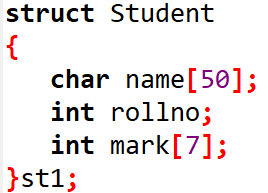 struct Student
{
char name[50];
int rollno;
int mark[7];
}st1;